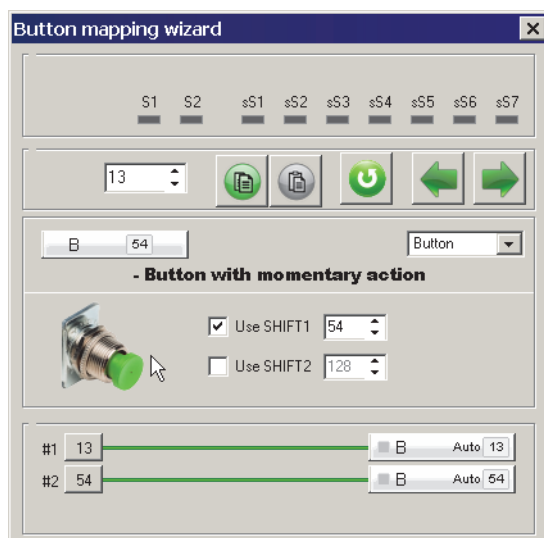 Button mapping wizard
S1 S2 sS1 sS2 sS3 sS4 sS5 sS6 sS7
13
B 54 Button
- Button with momentary action
Use SHIFT1 54
Use SHIFT2 128
#1 13 B Auto 13
#2 54 B Auto 54